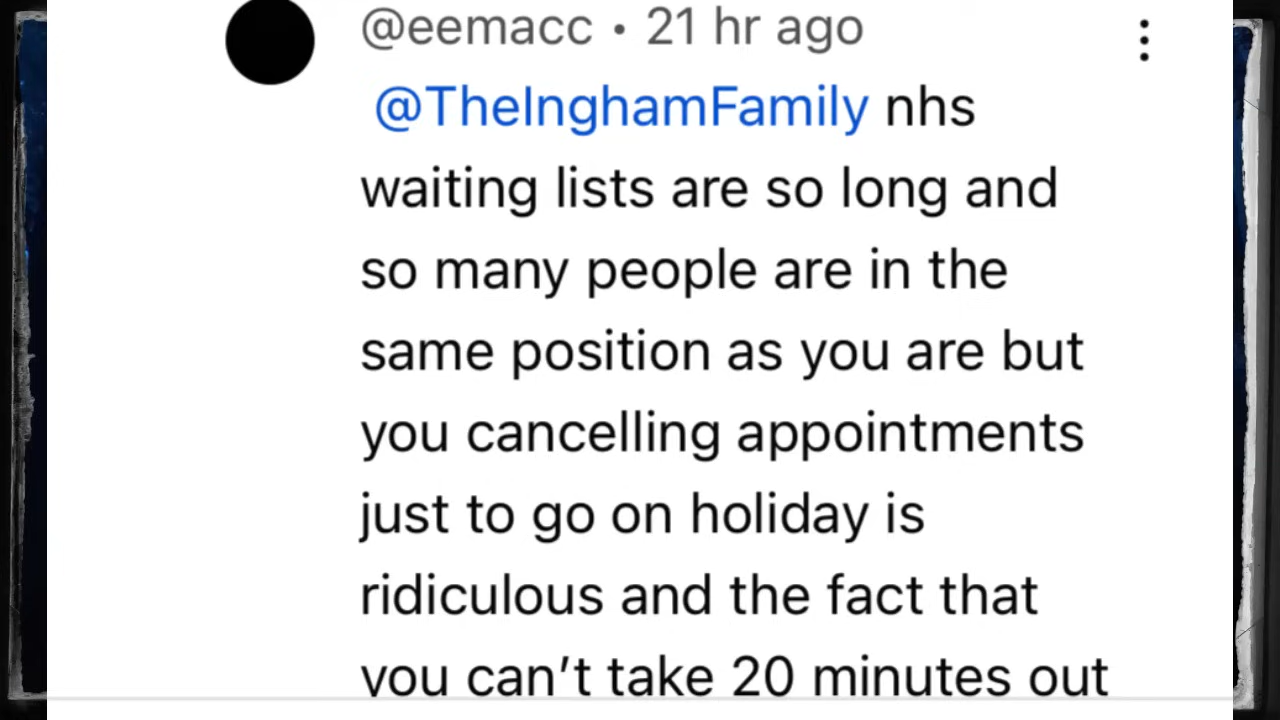 @eemacc • 21 hr ago
@TheInghamFamily nhs
waiting lists are so long and
so many people are in the
same position as you are but
you cancelling appointments
just to go on holiday is
ridiculous and the fact that
you can't take 20 minutes out